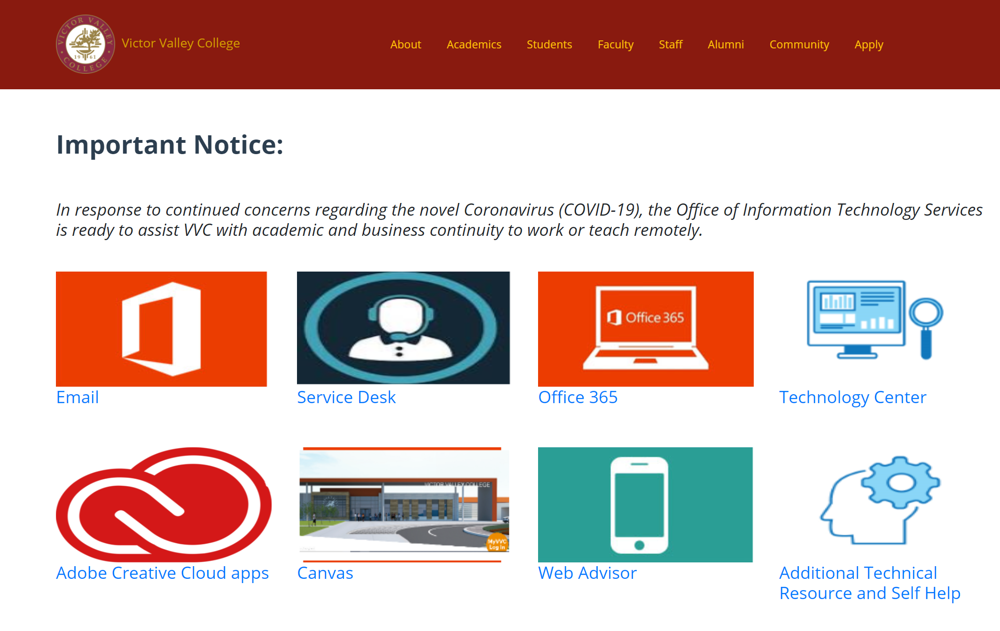 VICTOR VALLEY
19 61
COLLEGE
Victor Valley College
About Academics Students Faculty Staff Alumni Community Apply
Important Notice:
In response to continued concerns regarding the novel Coronavirus (COVID-19), the Office of Information Technology Services
is ready to assist VVC with academic and business continuity to work or teach remotely.
Office 365
Email Service Desk Office 365 Technology Center
VICTOR VALLEY COLLEGE
MyVVC
Log In
Adobe Creative Cloud apps Canvas Web Advisor Additional Technical
Resource and Self Help